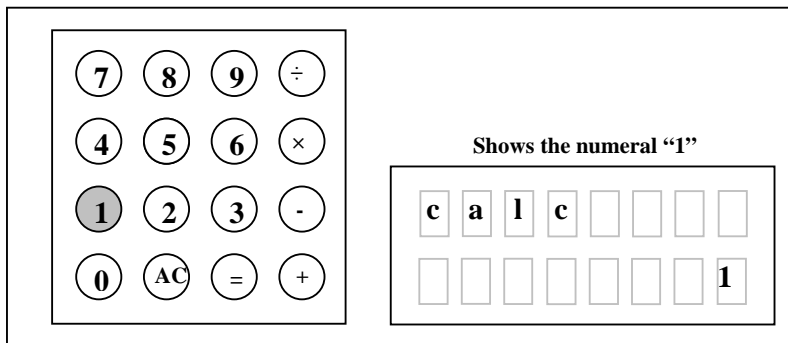 7 8 9 ÷
4 5 6 ×
1 2 3 -
0 AC = +
Shows the numeral “1”
c a l c
1